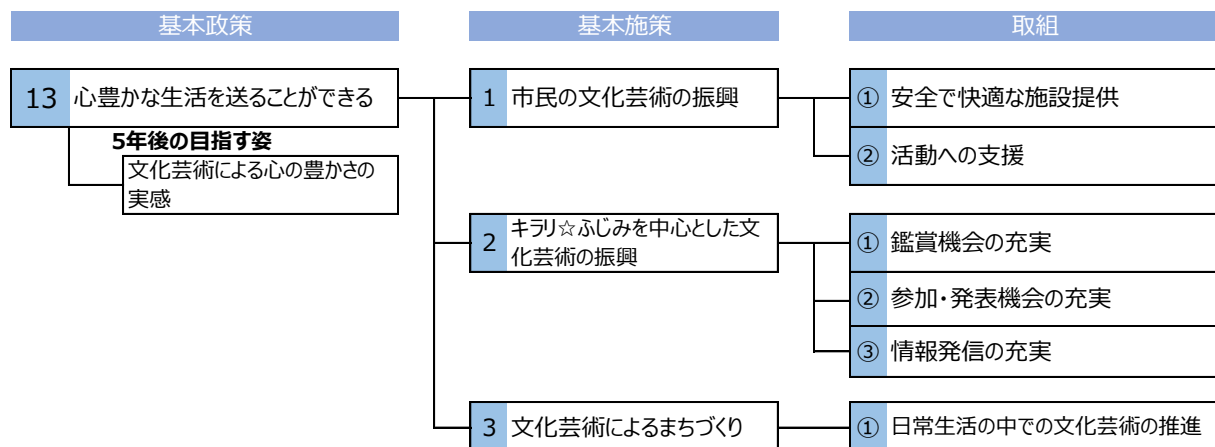 基本政策
基本施策
取組
13 心豊かな生活を送ることができる
5年後の目指す姿
文化芸術による心の豊かさの
実感
1 市民の文化芸術の振興
① 安全で快適な施設提供
② 活動への支援
2 キラリ☆ふじみを中心とした文
化芸術の振興
① 鑑賞機会の充実
② 参加・発表機会の充実
③ 情報発信の充実
3 文化芸術によるまちづくり
① 日常生活の中での文化芸術の推進